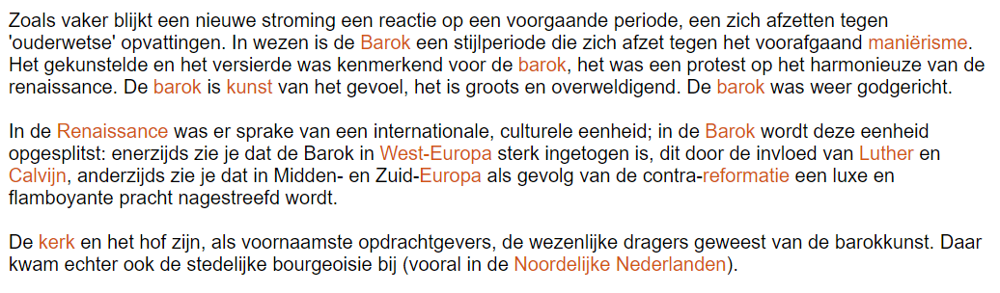 Zoals vaker blijkt een nieuwe stroming een reactie op een voorgaande periode, een zich afzetten tegen
'ouderwetse' opvattingen. In wezen is de Barok een stijlperiode die zich afzet tegen het voorafgaand maniërisme.
Het gekunstelde en het versierde was kenmerkend voor de barok, het was een protest op het harmonieuze van de
renaissance. De barok is kunst van het gevoel, het is groots en overweldigend. De barok was weer godgericht.
In de Renaissance was er sprake van een internationale, culturele eenheid; in de Barok wordt deze eenheid
opgesplitst: enerzijds zie je dat de Barok in West-Europa sterk ingetogen is, dit door de invloed van Luther en
Calvijn, anderzijds zie je dat in Midden- en Zuid-Europa als gevolg van de contra-reformatie een luxe en
flamboyante pracht nagestreefd wordt.
De kerk en het hof zijn, als voornaamste opdrachtgevers, de wezenlijke dragers geweest van de barokkunst. Daar
kwam echter ook de stedelijke bourgeoisie bij (vooral in de Noordelijke Nederlanden).